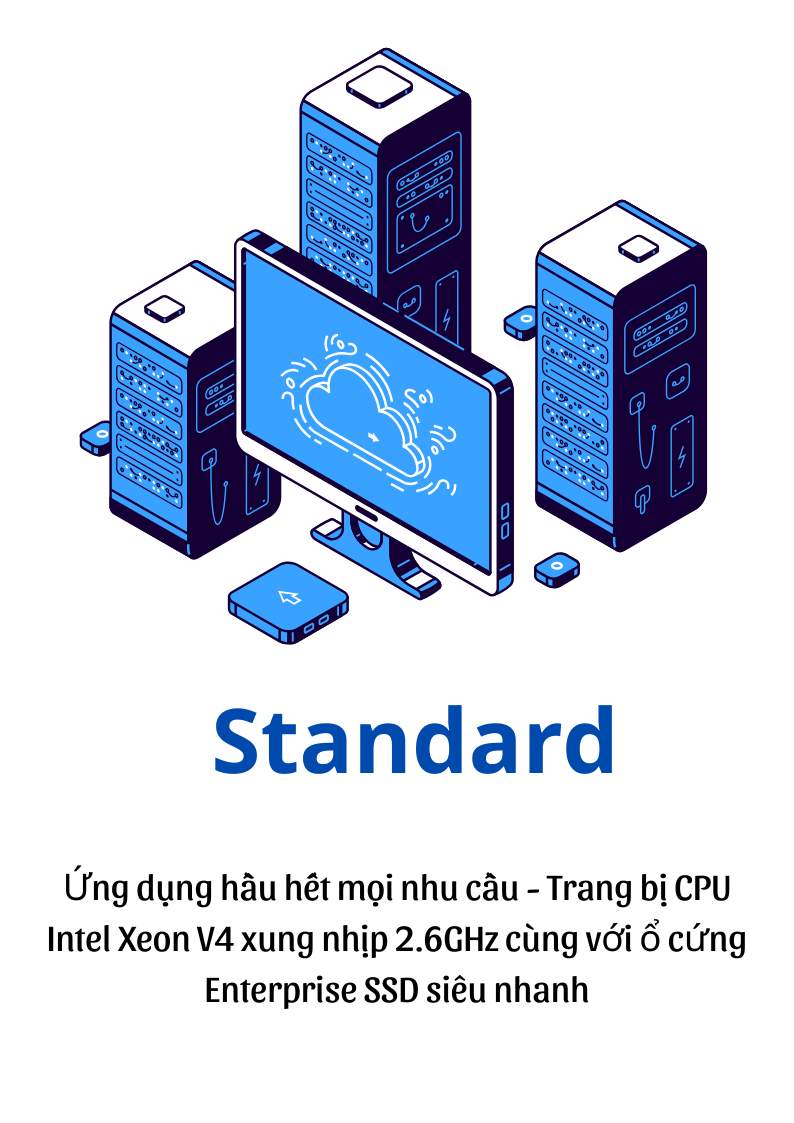 Standard
Ứng dụng hầu hết mọi nhu cầu - Trang bị CPU
Intel Xeon V4 xung nhịp 2.6GHz cùng với ổ cứng
Enterprise SSD siêu nhanh